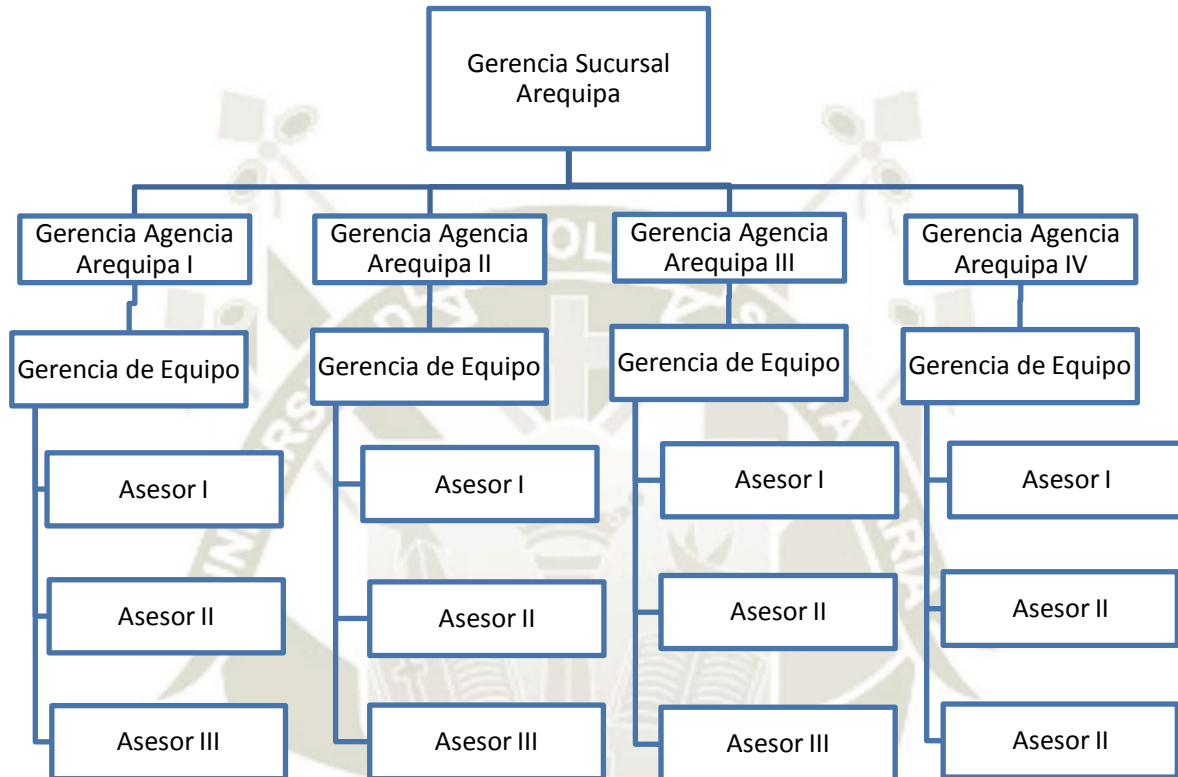 Gerencia Sucursal
Arequipa
Gerencia Agencia
Arequipa I
Gerencia Agencia
Arequipa II
Gerencia Agencia
Arequipa III
Gerencia Agencia
Arequipa IV
Gerencia de Equipo
Gerencia de Equipo
Gerencia de Equipo
Gerencia de Equipo
Asesor I
Asesor I
Asesor I
Asesor I
Asesor II
Asesor II
Asesor II
Asesor II
Asesor III
Asesor III
Asesor III
Asesor II